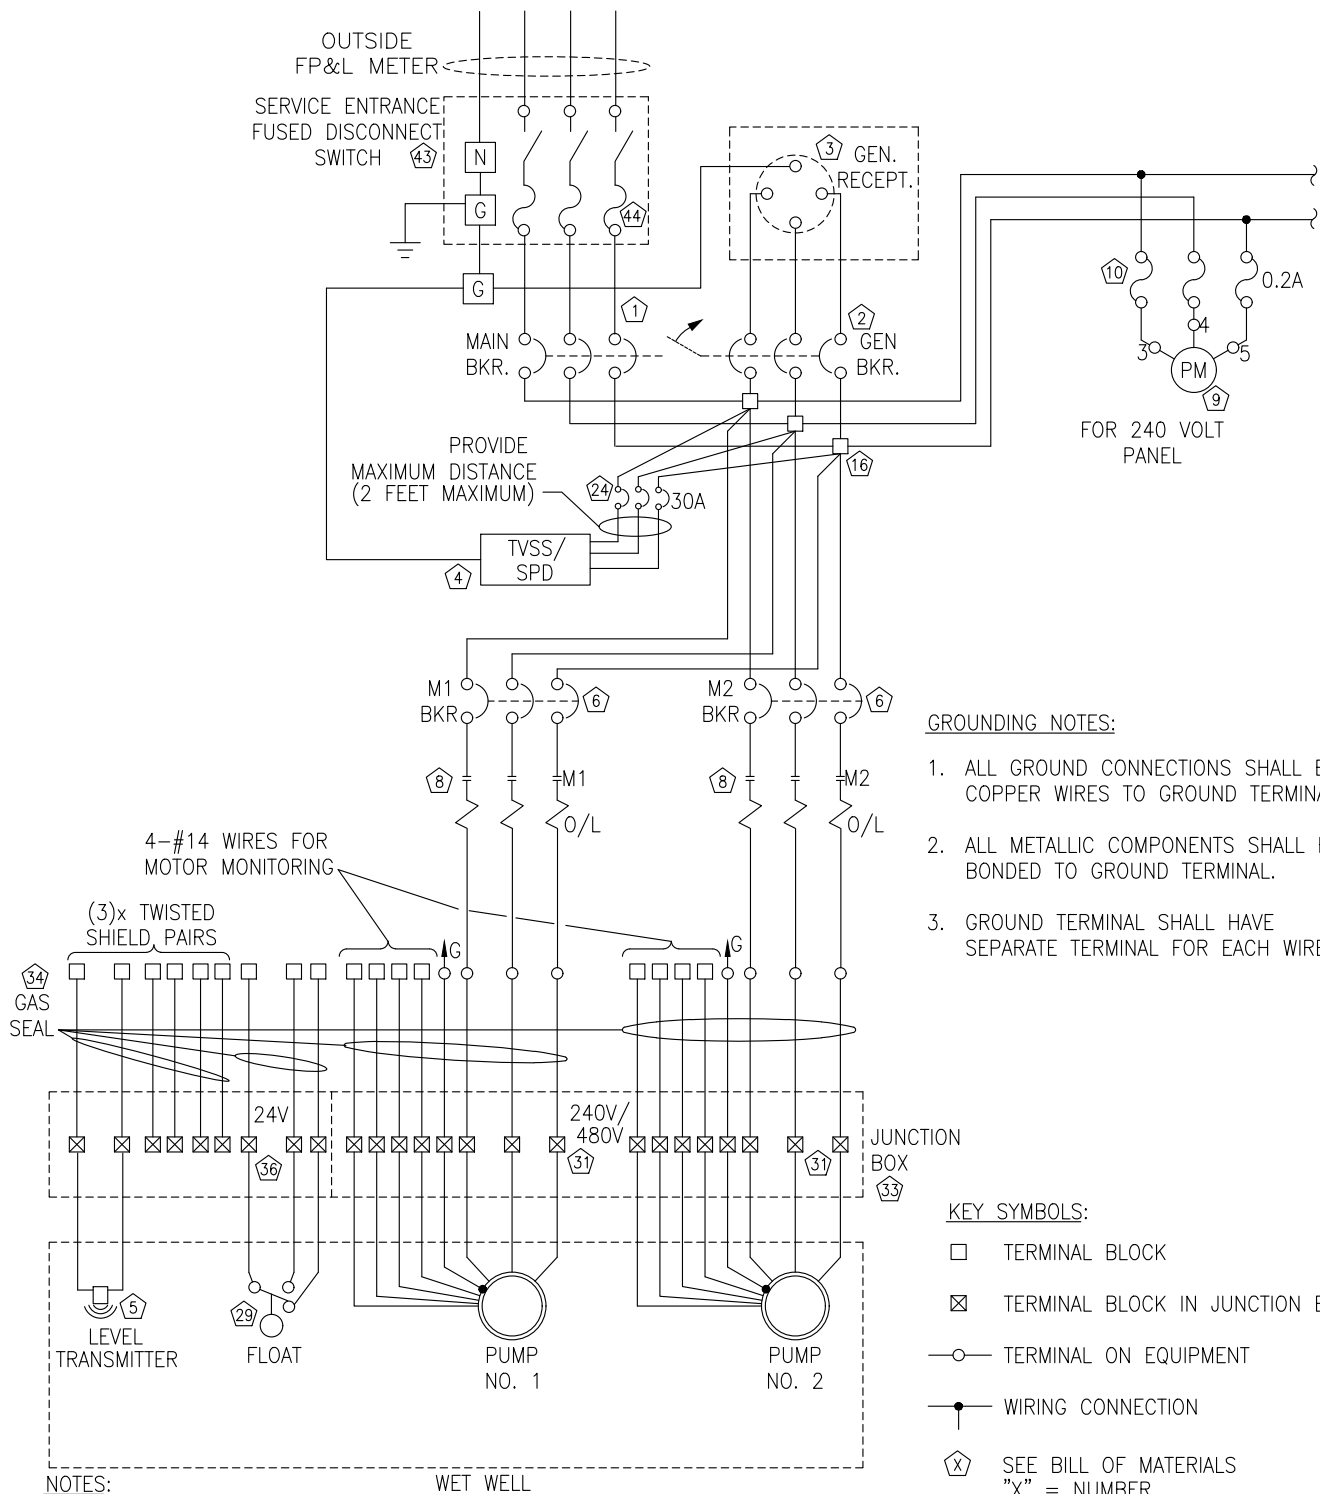 OUTSIDE
FP&L METER
SERVICE ENTRANCE
FUSED DISCONNECT
SWITCH
43
N
G
44
G
3
GEN.
RECEPT.
10
0.2A
4
3
5
PM
9
FOR 240 VOLT
PANEL
1
2
MAIN
BKR.
GEN
BKR.
16
PROVIDE
MAXIMUM DISTANCE
(2 FEET MAXIMUM)
24
30A
TVSS/
SPD
4
M1
BKR
6
M2
BKR
6
8
M1
O/L
8
M2
O/L
GROUNDING NOTES:
1. ALL GROUND CONNECTIONS SHALL
COPPER WIRES TO GROUND
2. ALL METALLIC COMPONENTS SHALL
BONDED TO GROUND TERMINAL.
3. GROUND TERMINAL SHALL HAVE
SEPARATE TERMINAL FOR EACH WIRE
4-#14 WIRES FOR
MOTOR MONITORING
(3)x TWISTED
SHIELD PAIRS
G
G
34
GAS
SEAL
24V
36
240V/
480V
31
31
JUNCTION
BOX
33
5
LEVEL
TRANSMITTER
29
FLOAT
PUMP
NO. 1
PUMP
NO. 2
WET WELL
NOTES:
KEY SYMBOLS:
TERMINAL BLOCK
TERMINAL BLOCK IN JUNCTION
TERMINAL ON EQUIPMENT
WIRING CONNECTION
X
SEE BILL OF MATERIALS
"X" = NUMBER